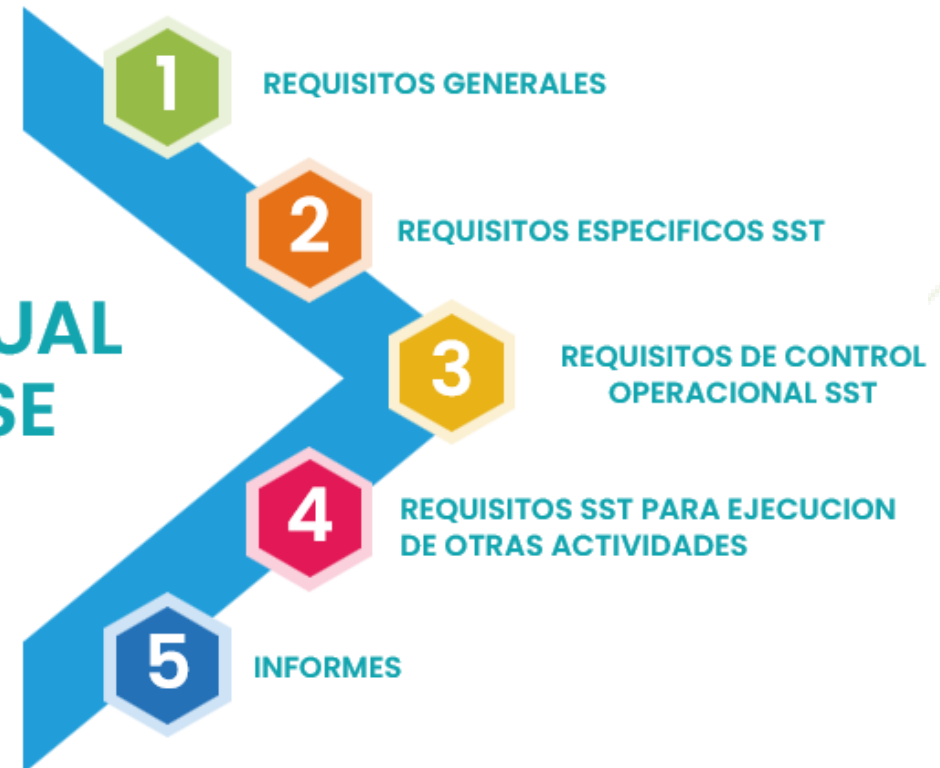 1
REQUISITOS GENERALES
2
REQUISITOS ESPECIFICOS SST
UAL
SE
3
REQUISITOS DE CONTROL
OPERACIONAL SST
4
REQUISITOS SST PARA EJECUCION
DE OTRAS ACTIVIDADES
5
INFORMES